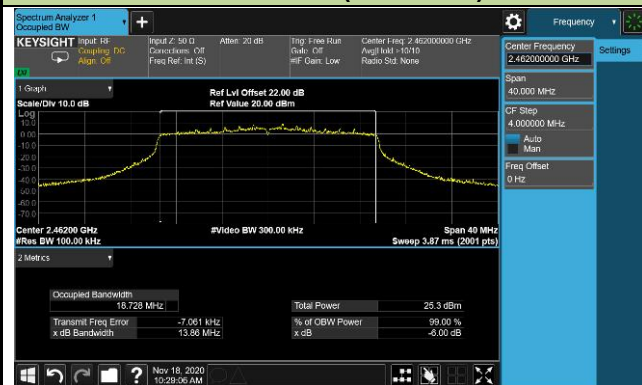 Spectrum Analyzer 1
Occupied BW
Frequency
KEYSIGHT
Input: RF
Coupling: DC
Align: Off
Input Z: 50 Ω
Corrections: Off
Freq Ref: Int (S)
Atten: 20 dB
Trig: Free Run
Gate: Off
#IF Gain: Low
Center Freq: 2.462000000 GHz
Avg|Hold:>10/10
Radio Std: None
Center Frequency
2.462000000 GHz
Settings
Span
40.000 MHz
CF Step
4.000000 MHz
Auto
Man
Freq Offset
0 Hz
1 Graph
Scale/Div 10.0 dB
Ref Lvl Offset 22.00 dB
Ref Value 20.00 dBm
Log
10.0
0.00
-10.0
-20.0
-30.0
-40.0
-50.0
-60.0
-70.0
Center 2.46200 GHz
#Res BW 100.00 kHz
#Video BW 300.00 kHz
Span 40 MHz
Sweep 3.87 ms (2001 pts)
2 Metrics
Occupied Bandwidth
18.728 MHz
Total Power 25.3 dBm
Transmit Freq Error -7.061 kHz
% of OBW Power 99.00 %
x dB Bandwidth 13.86 MHz
x dB -6.00 dB
Nov 18, 2020
10:29:06 AM